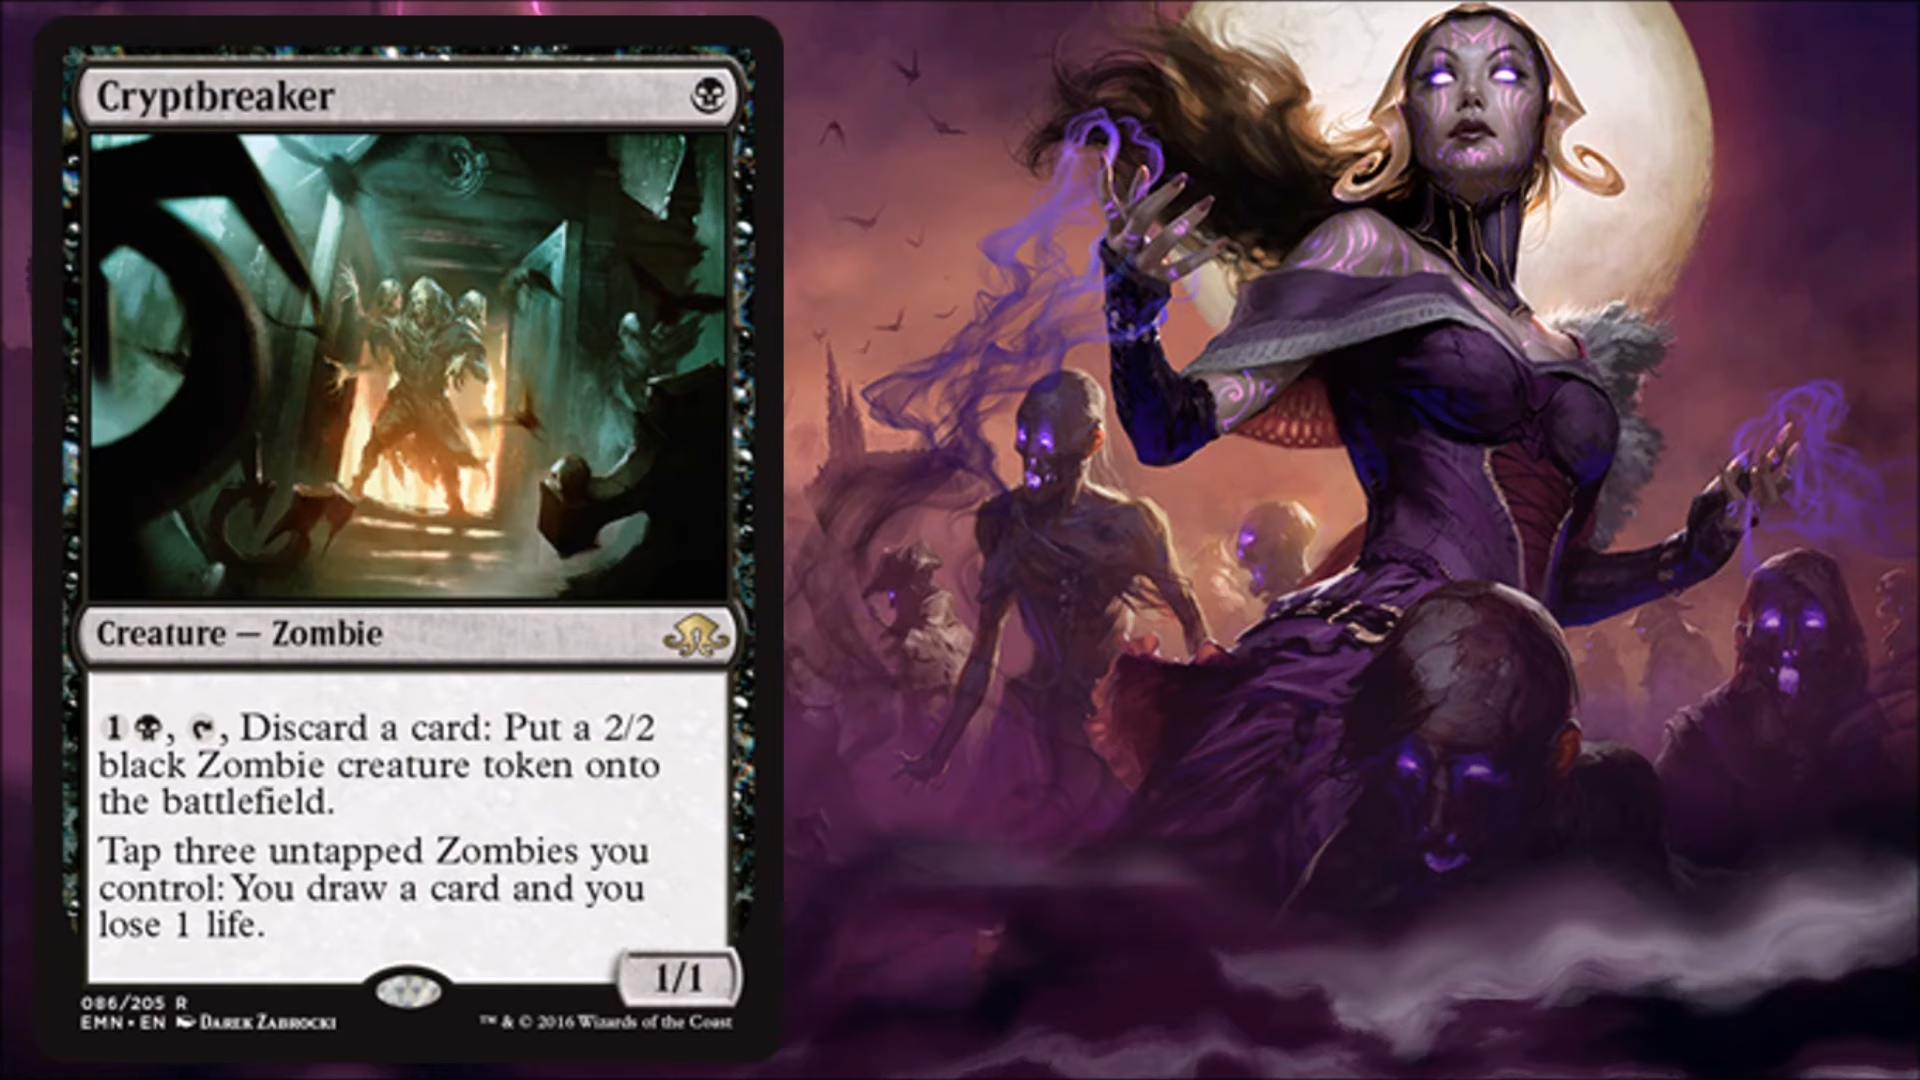 Cryptbreaker
Creature — Zombie
1, , Discard a card: Put a 2/2
black Zombie creature token onto
the battlefield.
Tap three untapped Zombies you
control: You draw a card and you
lose 1 life.
1/1
086/205 R
EMN • EN Darek Zabrocki
™ & © 2016 Wizards of the Coast